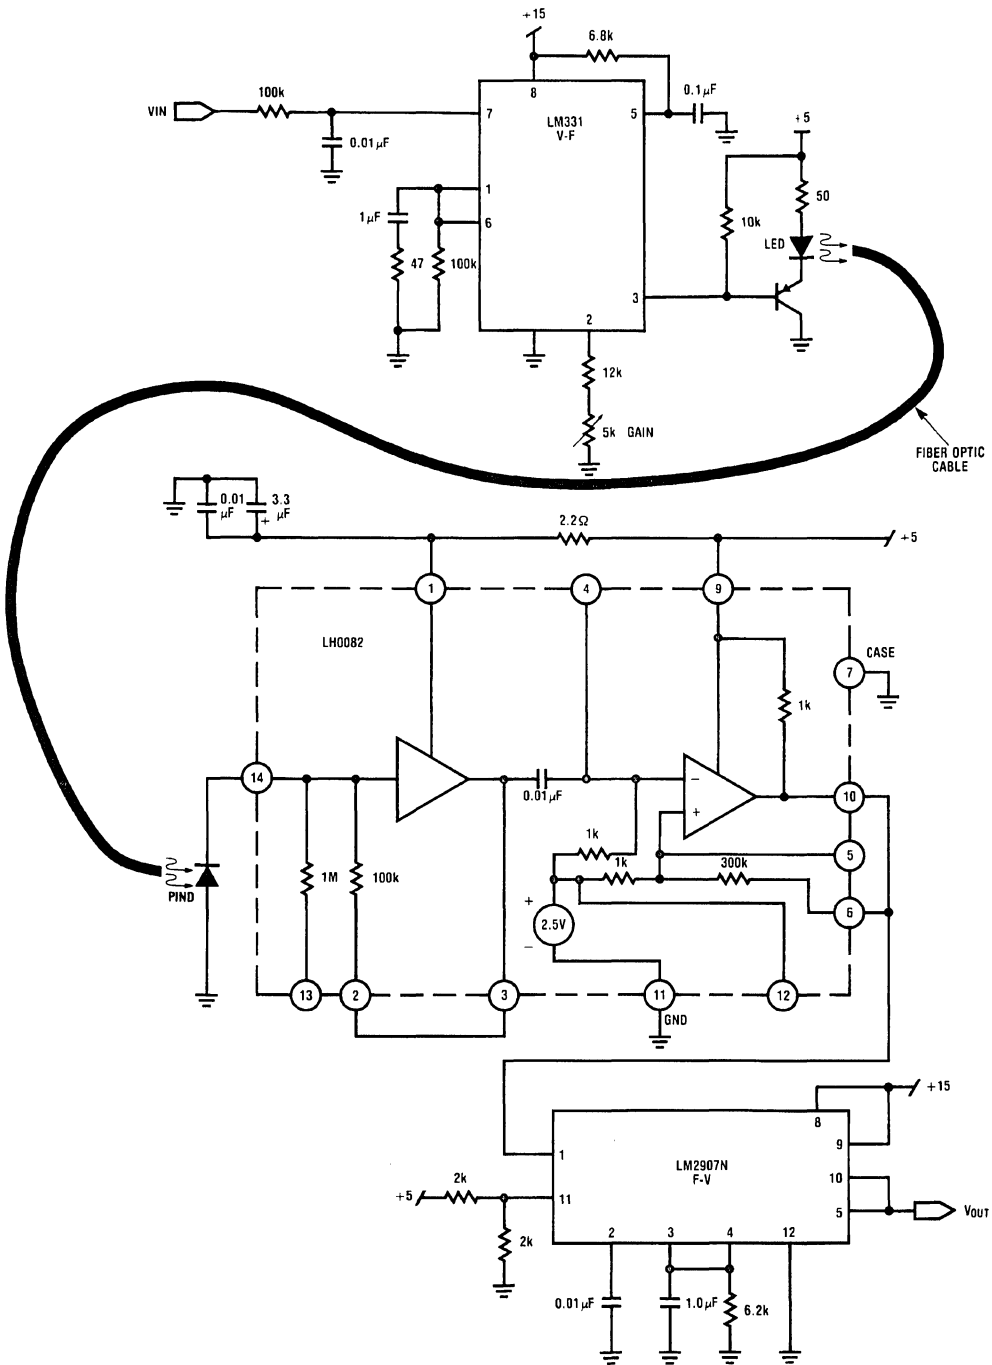 +15
6.8k
8
VIN
100k
7
LM331
V-F
5
0.1µF
+5
0.01µF
50
1
1µF
6
10k
LED
47
100k
3
2
12k
5k GAIN
FIBER OPTIC
CABLE
0.01
µF
3.3
µF
+
2.2Ω
+5
1
4
9
LH0082
CASE
7
1k
14
0.01µF
−
+
10
1k
1k
300k
5
1M
100k
PIND
+
2.5V
−
6
13
2
3
11
12
GND
+15
8
9
1
LM2907N
F-V
2k
+5
11
10
5
VOUT
2k
2
3
4
12
0.01µF
1.0µF
6.2k